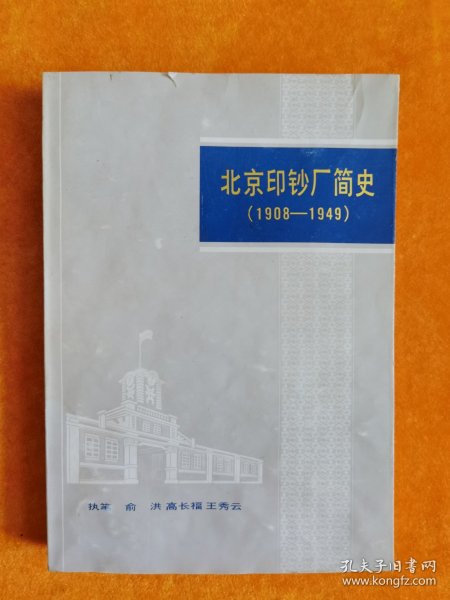 北京印钞厂简史
(1908—1949)
执笔 俞 洪 高长福 王秀云
孔夫子旧书网
www.kongfz.com